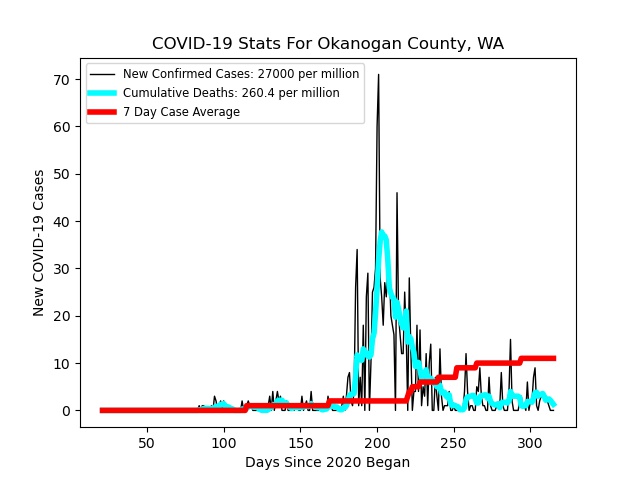 COVID-19 Stats For Okanogan County, WA
New Confirmed Cases: 27000 per million
Cumulative Deaths: 260.4 per million
7 Day Case Average
New COVID-19 Cases
70
60
50
40
30
20
10
0
50 100 150 200 250 300
Days Since 2020 Began